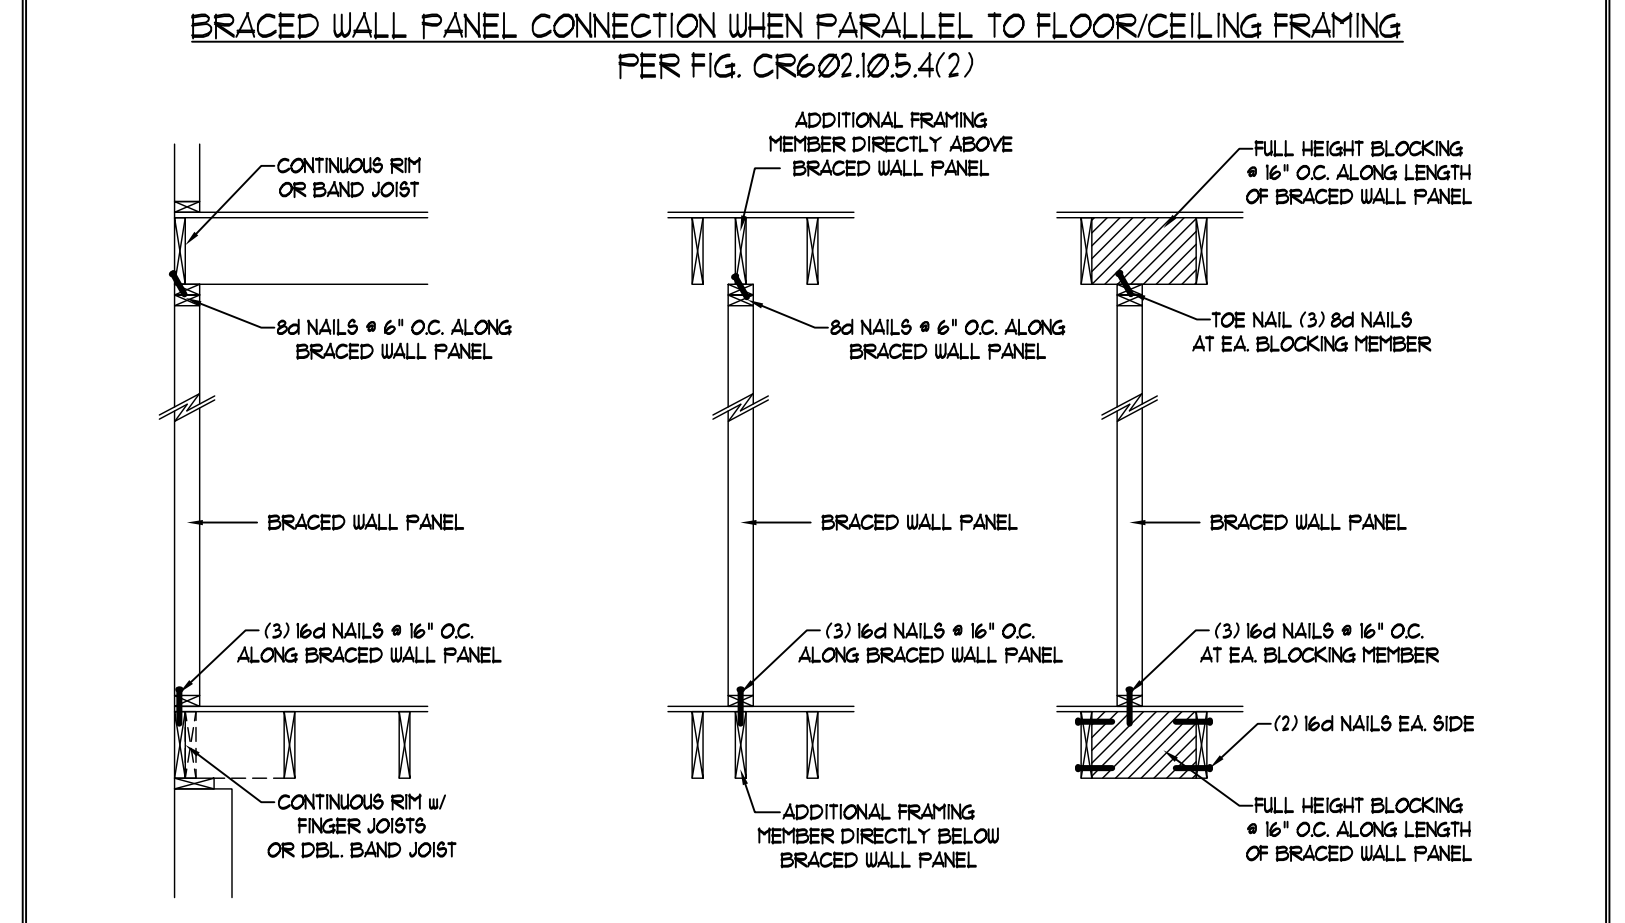 BRACED WALL PANEL CONNECTION WHEN PARALLEL TO FLOOR/CEILING FRAMING
PER FIG. CR602.10.5.4(2)
CONTINUOUS RIM
OR BAND JOIST
8d NAILS @ 6" O.C. ALONG
BRACED WALL PANEL
BRACED WALL PANEL
(3) 16d NAILS @ 16" O.C.
ALONG BRACED WALL PANEL
CONTINUOUS RIM w/
FINGER JOISTS
OR DBL. BAND JOIST
ADDITIONAL FRAMING
MEMBER DIRECTLY ABOVE
BRACED WALL PANEL
8d NAILS @ 6" O.C. ALONG
BRACED WALL PANEL
BRACED WALL PANEL
(3) 16d NAILS @ 16" O.C.
ALONG BRACED WALL PANEL
ADDITIONAL FRAMING
MEMBER DIRECTLY BELOW
BRACED WALL PANEL
FULL HEIGHT BLOCKING
@ 16" O.C. ALONG LENGTH
OF BRACED WALL PANEL
TOE NAIL (3) 8d NAILS
AT EA. BLOCKING MEMBER
BRACED WALL PANEL
(3) 16d NAILS @ 16" O.C.
AT EA. BLOCKING MEMBER
(2) 16d NAILS EA. SIDE
FULL HEIGHT BLOCKING
@ 16" O.C. ALONG LENGTH
OF BRACED WALL PANEL